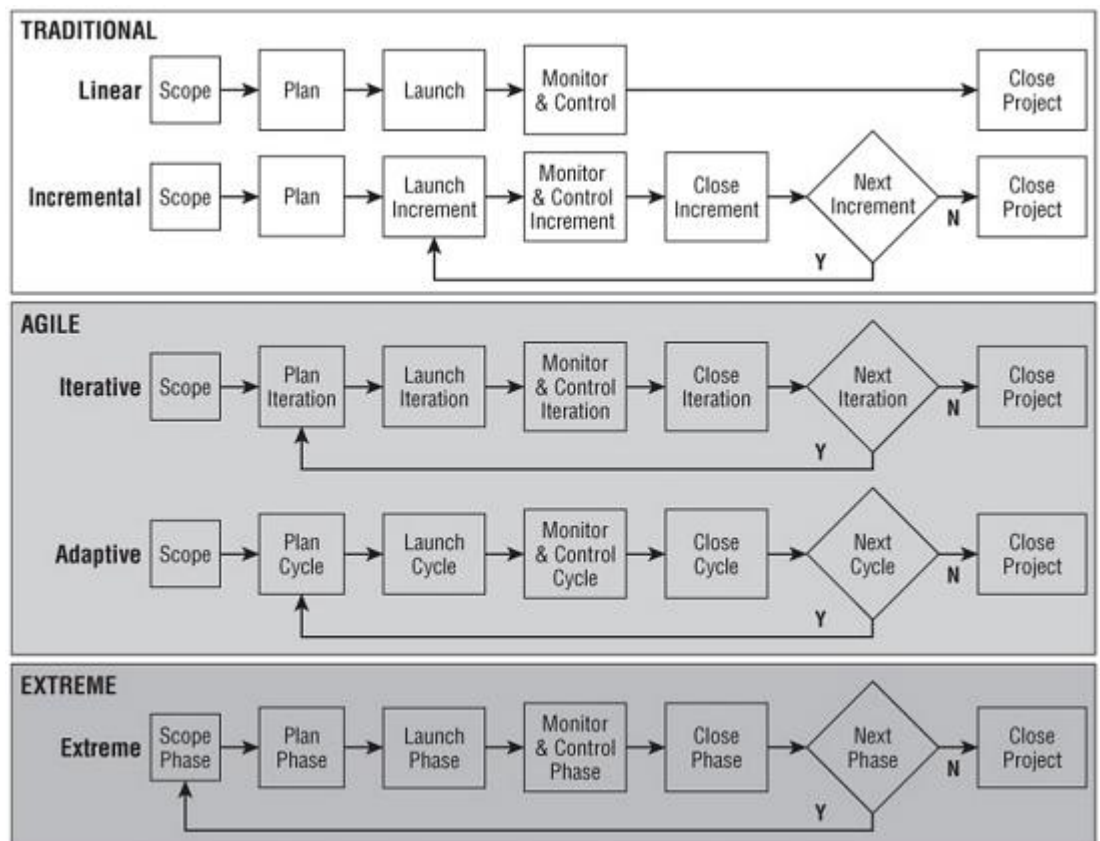 TRADITIONAL
Linear
Scope
Plan
Launch
Monitor
& Control
Close
Project
Incremental
Scope
Plan
Launch
Increment
Monitor
& Control
Increment
Close
Increment
Next
Increment
N
Close
Project
Y
AGILE
Iterative
Scope
Plan
Iteration
Launch
Iteration
Monitor
& Control
Iteration
Close
Iteration
Next
Iteration
N
Close
Project
Y
Adaptive
Scope
Plan
Cycle
Launch
Cycle
Monitor
& Control
Cycle
Close
Cycle
Next
Cycle
N
Close
Project
Y
EXTREME
Extreme
Scope
Phase
Plan
Phase
Launch
Phase
Monitor
& Control
Phase
Close
Phase
Next
Phase
N
Close
Project
Y